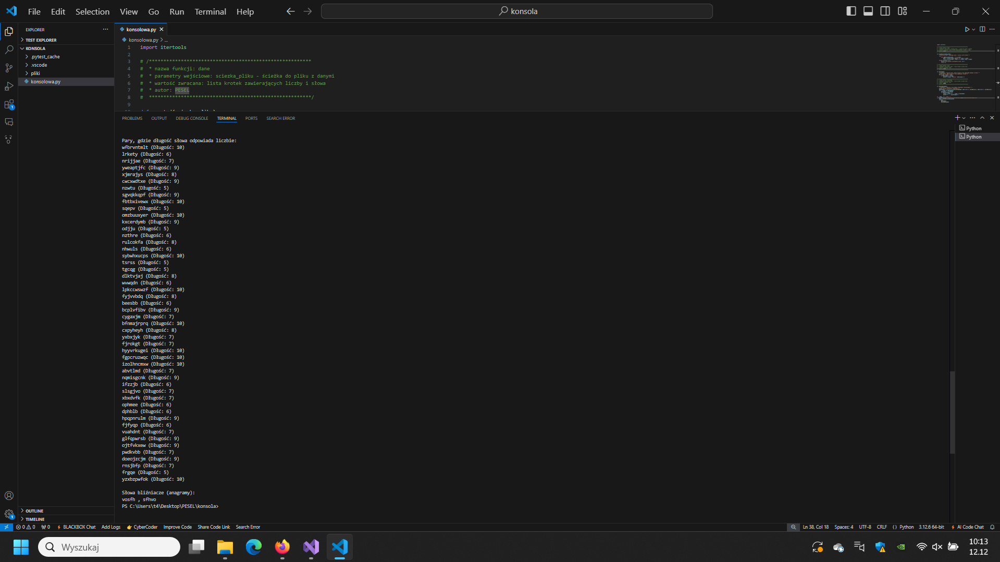 File Edit Selection View Go Run Terminal Help
konsola
EXPLORER
TEST EXPLORER
KONSOLA
.pytest_cache
.vscode
pliki
konsolowa.py
konsolowa.py
konsolowa.py > ...
1 import itertools
2
3 # /********************************************************
4 #  * nazwa funkcji: dane
5 #  * parametry wejściowe: sciezka_pliku - ścieżka do pliku z danymi
6 #  * wartość zwracana: lista krotek zawierających liczby i słowa
7 #  * autor: PESEL
8 #  ********************************************************/
9
PROBLEMS OUTPUT DEBUG CONSOLE TERMINAL PORTS SEARCH ERROR
Python
Python
Pary, gdzie długość słowa odpowiada liczbie:
wfbrvntmlt (Długość: 10)
lrkety (Długość: 6)
nrijjae (Długość: 7)
yweaptjfc (Długość: 9)
xjmrajys (Długość: 8)
cwcxwdtxe (Długość: 9)
nzwtu (Długość: 5)
sgvqkkqpf (Długość: 9)
fbtbxivewx (Długość: 10)
sqepv (Długość: 5)
omzbuuxyer (Długość: 10)
kxcerdymb (Długość: 9)
odjju (Długość: 5)
nzthre (Długość: 6)
rulcokfa (Długość: 8)
nhwuls (Długość: 6)
sybwhxucps (Długość: 10)
tsrss (Długość: 5)
tgcqg (Długość: 5)
dlktvjaj (Długość: 8)
wvwqdn (Długość: 6)
lpkccwswzf (Długość: 10)
fyjvvbdq (Długość: 8)
beesbb (Długość: 6)
bcplvfibv (Długość: 9)
cygaxjm (Długość: 7)
bfnmajrprq (Długość: 10)
cxpyheyh (Długość: 8)
yxbxjyk (Długość: 7)
fjrokgt (Długość: 7)
hyyvrkugei (Długość: 10)
fgpcruzwqc (Długość: 10)
izolhncmxw (Długość: 10)
abvtlmd (Długość: 7)
nqmisgcnk (Długość: 9)
ifzzjb (Długość: 6)
slsgjvo (Długość: 7)
xbxdvfk (Długość: 7)
ophmee (Długość: 6)
dphblb (Długość: 6)
hpqpnrulm (Długość: 9)
fjfyqp (Długość: 6)
vuahdnt (Długość: 7)
glfqpwrsb (Długość: 9)
ojtfvkxew (Długość: 9)
pwdkvbb (Długość: 7)
doeojzcjm (Długość: 9)
rnsjbfp (Długość: 7)
frgqe (Długość: 5)
yzxbzpwfok (Długość: 10)
Słowa bliźniacze (anagramy):
vosfh , sfhvo
PS C:\Users\t4\Desktop\PESEL\konsola>
OUTLINE
TIMELINE
0 0 0 BLACKBOX Chat Add Logs CyberCoder Improve Code Share Code Link Search Error
Ln 38, Col 18 Spaces: 4 UTF-8 CRLF {} Python 3.12.6 64-bit AI Code Chat
Wyszukaj
10:13
12.12